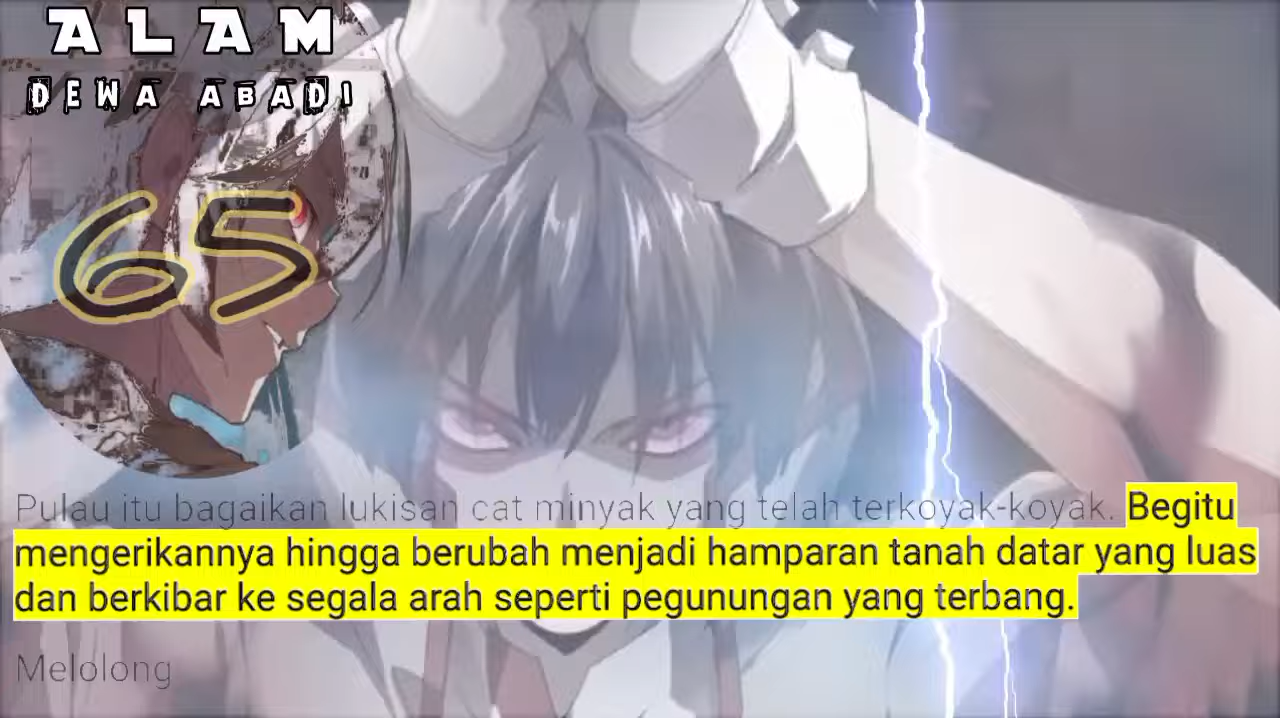 ALAM
DEWA ABADI
65
Pulau itu bagaikan lukisan cat minyak yang telah terkoyak-koyak. Begitu
mengerikannya hingga berubah menjadi hamparan tanah datar yang luas
dan berkibar ke segala arah seperti pegunungan yang terbang.
Melolong